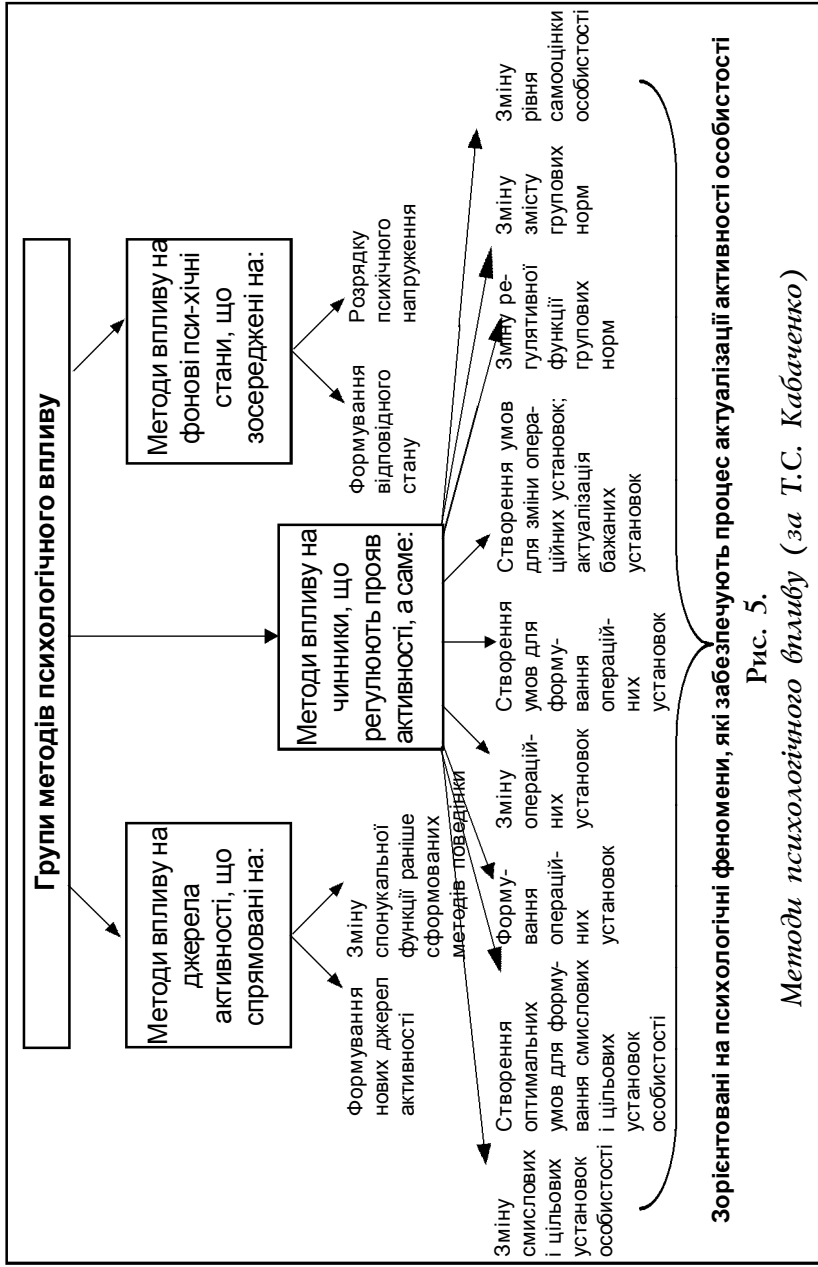 Групи методів психологічного впливу
Методи впливу на
джерела
активності, що
спрямовані на:
Методи впливу на
фонові пси-хічні
стани, що
зосереджені на:
Формування
нових джерел
активності
Зміну
спонукальної
функції раніше
сформованих
методів поведінки
Методи впливу на
чинники, що
регулюють прояв
активності, а саме:
Формування
відповідного
стану
Розрядку
психічного
напруження
Зміну
смислових
і цільових
установок
особистості
Створення
оптимальних
умов для форму-
вання смислових
і цільових
установок
особистості
Форму-
вання
операцій-
них
установок
Зміну
операцій-
них
установок
Створення
умов для
форму-
вання
операцій-
них
установок
Створення умов
для зміни опера-
ційних установок;
актуалізація
бажаних
установок
Зміну ре-
гулятивної
функції
групових
норм
Зміну
змісту
групових
норм
Зміну
рівня
самооцінки
особистості
Зорієнтовані на психологічні феномени, які забезпечують процес актуалізації активності особистості
Рис. 5.
Методи психологічного впливу (за Т.С. Кабаченко)